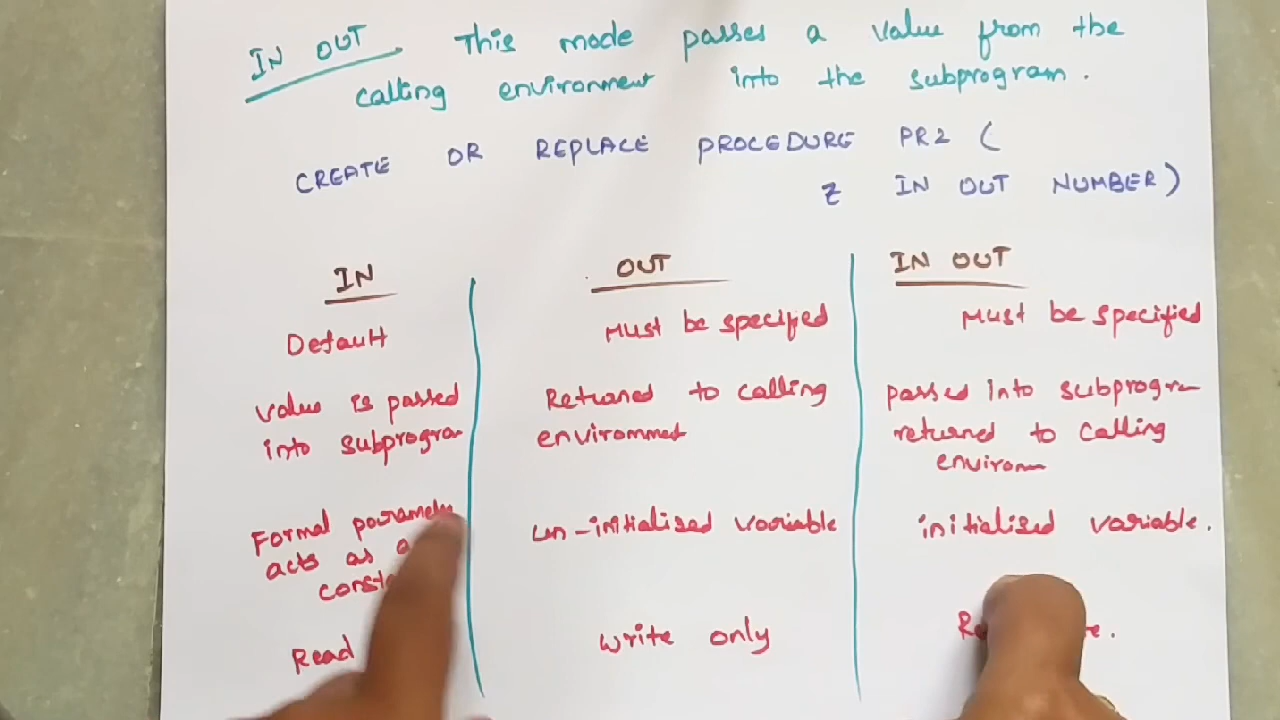 IN OUT This mode passes a value from the
calling environment into the subprogram.
CREATE OR REPLACE PROCEDURE PR2 (
Z IN OUT NUMBER)
IN
Default
value is passed
into subprogram
Formal
acts as
Read
OUT
Must be specified
Returned to calling
environmet
un-initialised variable
write only
IN OUT
Must be specified
passed into subprogram
returned to calling
environ
initialised variable.